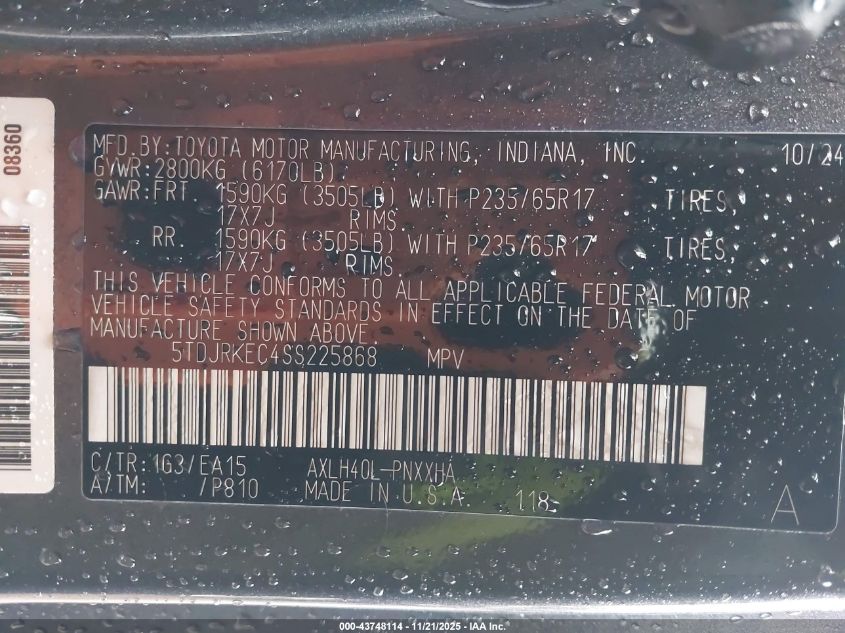 08360
MFD.BY:TOYOTA MOTOR MANUFACTURING, INDIANA, INC. 10/24
GVWR:2800KG (6170LB)
GAWR:FRT. 1590KG (3505LB) WITH P235/65R17 TIRES,
17X7J RIMS.
RR. 1590KG (3505LB) WITH P235/65R17 TIRES,
17X7J RIMS
THIS VEHICLE CONFORMS TO ALL APPLICABLE FEDERAL MOTOR
VEHICLE SAFETY STANDARDS IN EFFECT ON THE DATE OF
MANUFACTURE SHOWN ABOVE.
5TDJRKEC4SS225868 MPV
C/TR:1G3/EA15 AXLH40L-PNXXHA
A/TM: /P810 MADE IN U.S.A. 118
A
000-43748114 - 11/21/2025 - IAA Inc.